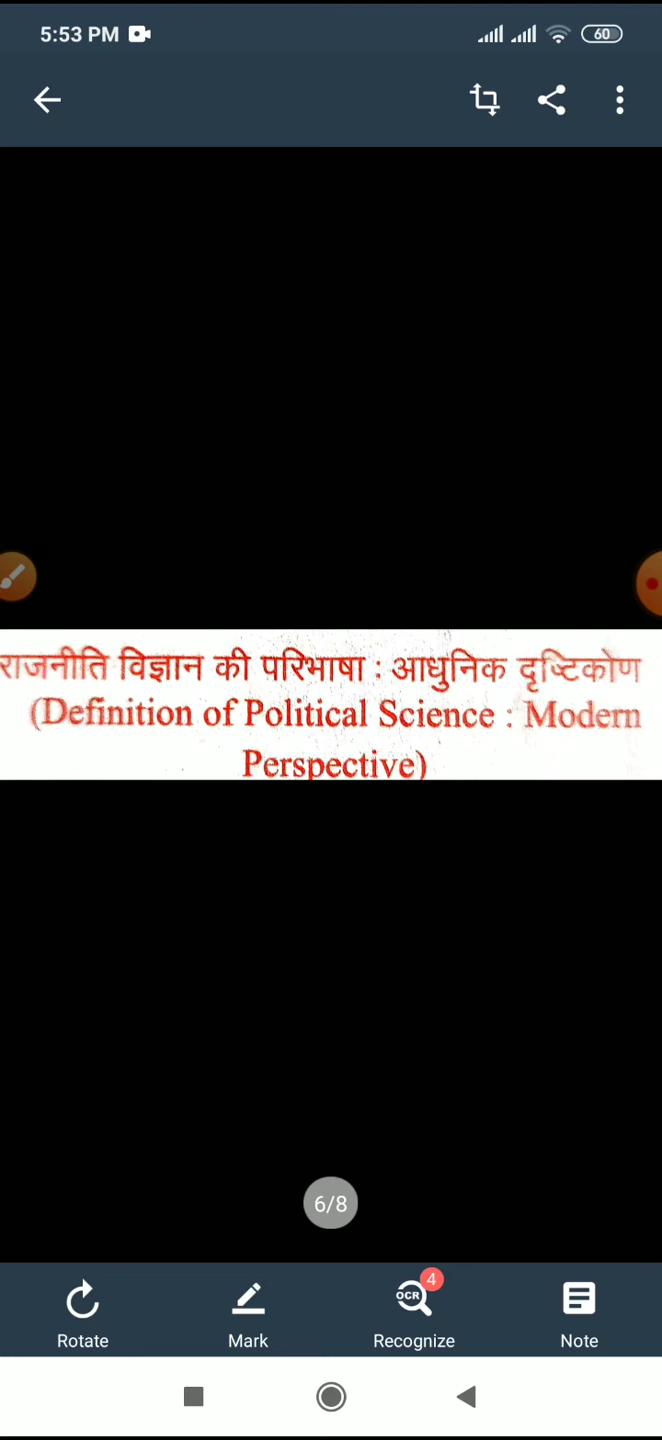 5:53 PM
60
राजनीति विज्ञान की परिभाषा : आधुनिक दृष्टिकोण
(Definition of Political Science : Modern
Perspective)
6/8
OCR
4
Rotate
Mark
Recognize
Note